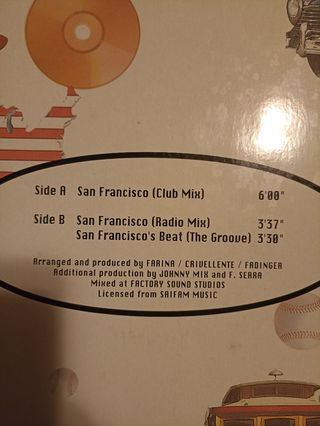 Side A San Francisco (Club Mix) 6'00"
Side B San Francisco (Radio Mix) 3'37"
San Francisco's Beat (The Groove) 3'30"
Arranged and produced by FARINA / CRIVELLENTE / FADINGER
Additional production by JOHNNY MIX and F. SERRA
Mixed at FACTORY SOUND STUDIOS
Licensed from SAIFAM MUSIC